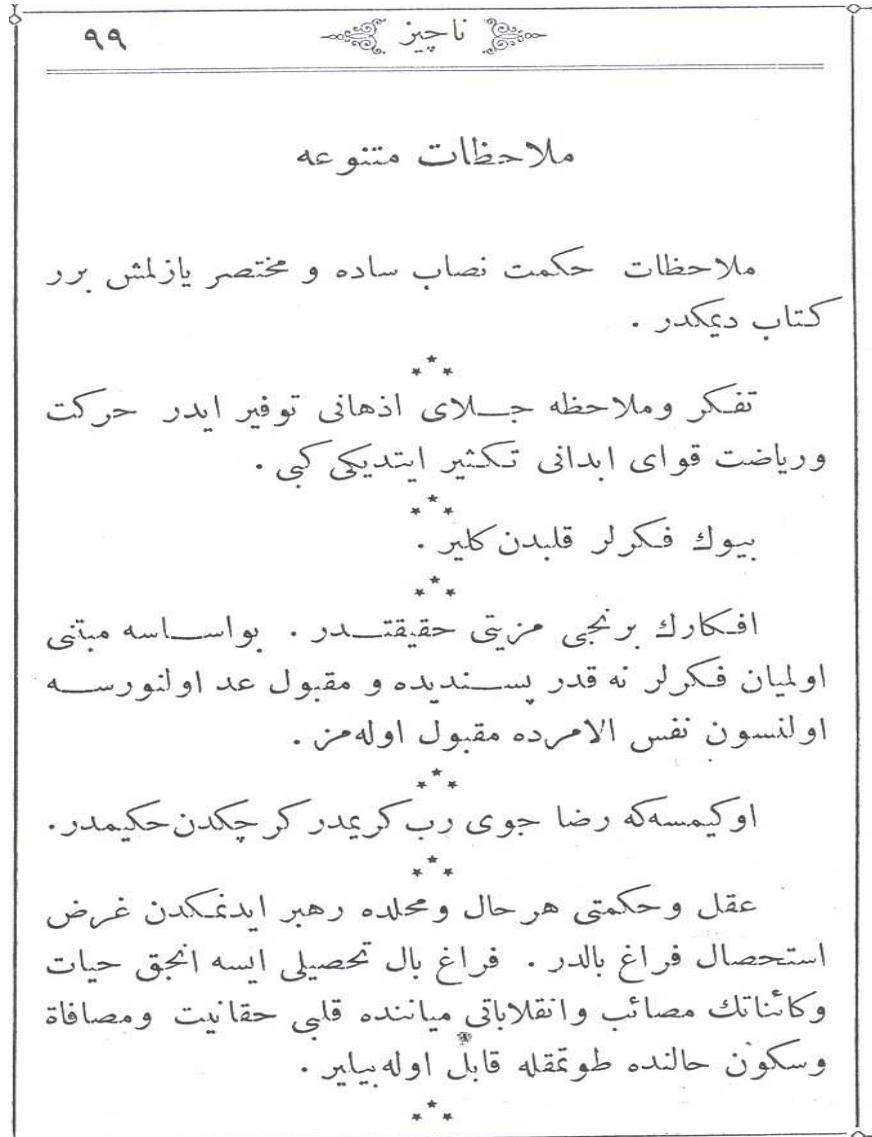 ٩٩
ناچیز
ملاحظات متنوعه
ملاحظات حکمت نصاب ساده و مختصر یازلمش برر
کتاب دیمکدر .
تفکر وملاحظه جلای اذهانی توفیر ایدر حرکت
وریاضت قوای ابدانی تکثیر ایتدیکی کبی .
بیوك فکرلر قلبدن کلیر .
افکارك برنجی مزیتی حقیقتدر . بواساسه مبتنی
اولمیان فکرلر نه قدر پسندیده و مقبول عد اولنورسه
اولنسون نفس الامرده مقبول اوله‌مز .
اوکیمسه‌که رضا جوی رب کریمدر کرچکدن حکیمدر.
عقل وحکمتی هرحال ومحلده رهبر ایدنمکدن غرض
استحصال فراغ بالدر . فراغ بال تحصیلی ایسه انجق حیات
وکائناتك مصائب وانقلاباتی میاننده قلبی حقانیت ومصافاة
وسکون حالنده طوتمقله قابل اوله‌بیلیر .